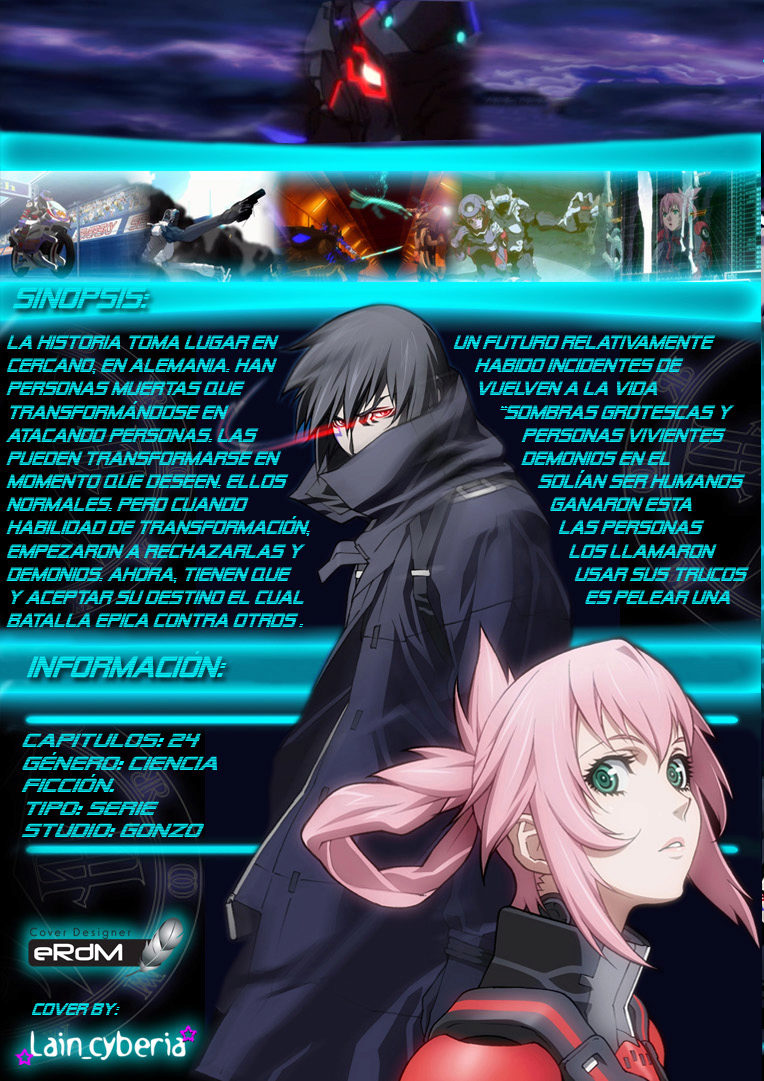 SINOPSIS:
LA HISTORIA TOMA LUGAR EN UN FUTURO RELATIVAMENTE
CERCANO, EN ALEMANIA. HAN HABIDO INCIDENTES DE
PERSONAS MUERTAS QUE VUELVEN A LA VIDA
TRANSFORMÁNDOSE EN "SOMBRAS GROTESCAS Y
ATACANDO PERSONAS. LAS PERSONAS VIVIENTES
PUEDEN TRANSFORMARSE EN DEMONIOS EN EL
MOMENTO QUE DESEEN. ELLOS SOLÍAN SER HUMANOS
NORMALES. PERO CUANDO GANARON ESTA
HABILIDAD DE TRANSFORMACIÓN, LAS PERSONAS
EMPEZARON A RECHAZARLAS Y LOS LLAMARON
DEMONIOS. AHORA, TIENEN QUE USAR SUS TRUCOS
Y ACEPTAR SU DESTINO EL CUAL ES PELEAR UNA
BATALLA EPICA CONTRA OTROS.
INFORMACIÓN:
CAPITULOS: 24
GÉNERO: CIENCIA
FICCIÓN.
TIPO: SERIE
STUDIO: GONZO
Cover Designer
eRdM
COVER BY:
Lain_cyberia